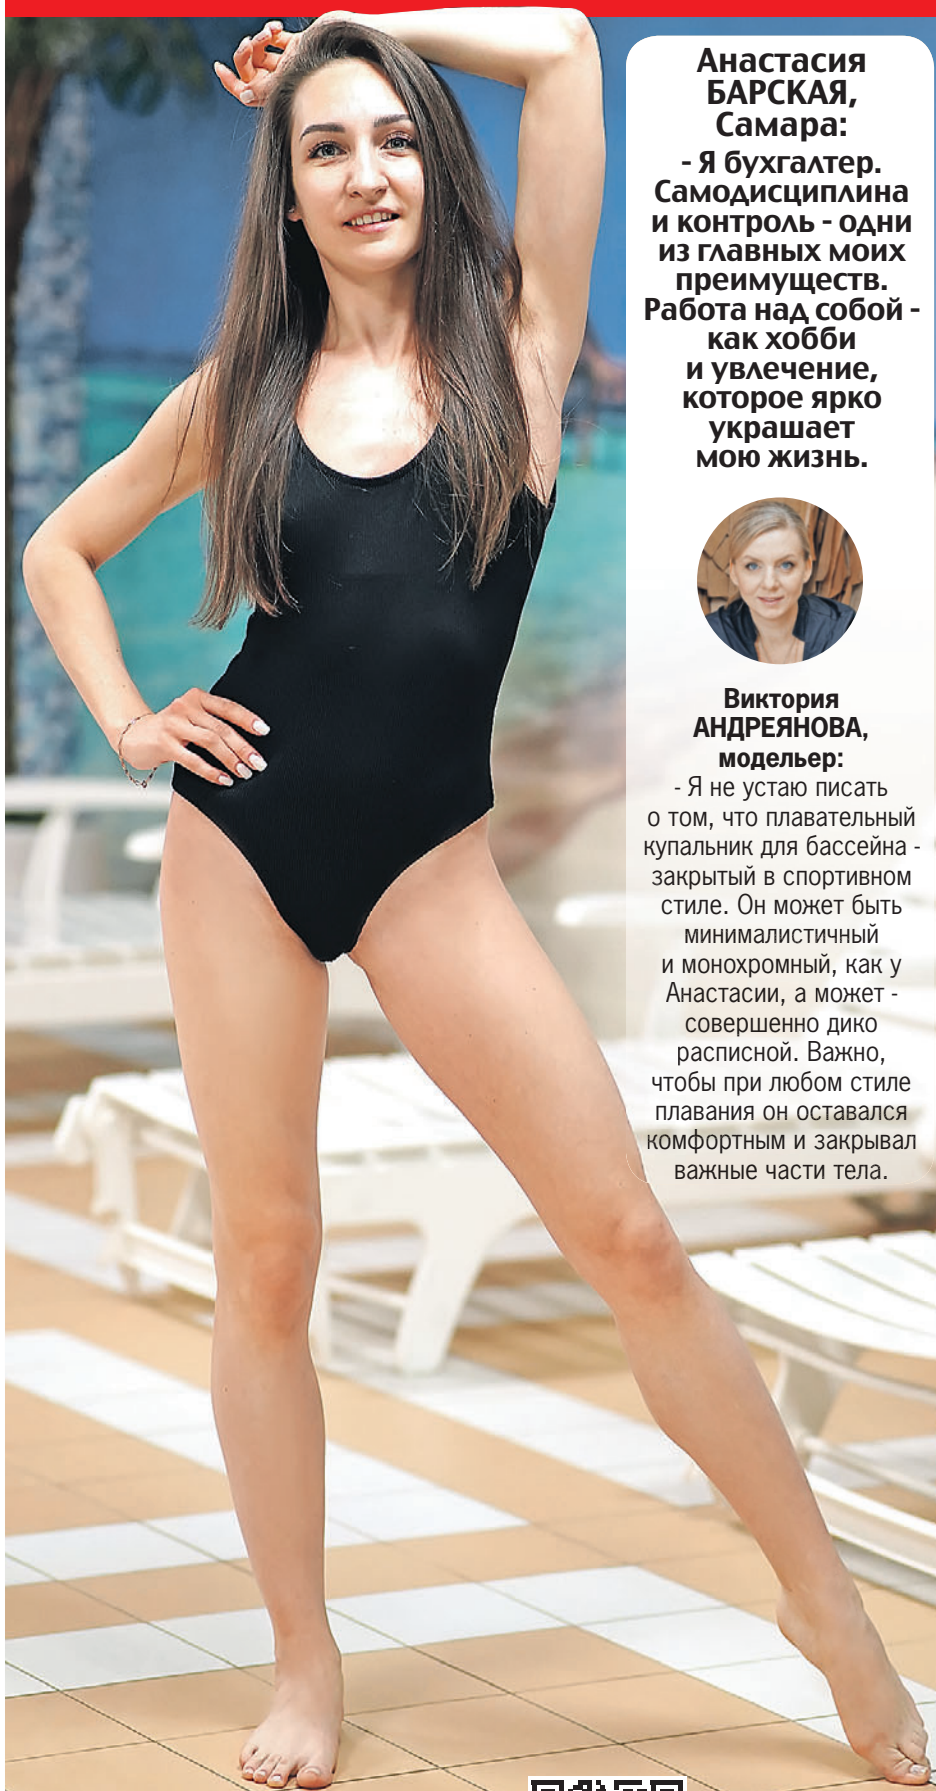 Анастасия
БАРСКАЯ,
Самара:
- Я бухгалтер.
Самодисциплина
и контроль - одни
из главных моих
преимуществ.
Работа над собой -
как хобби
и увлечение,
которое ярко
украшает
мою жизнь.
Виктория
АНДРЕЯНОВА,
модельер:
- Я не устаю писать
о том, что плавательный
купальник для бассейна -
закрытый в спортивном
стиле. Он может быть
минималистичный
и монохромный, как у
Анастасии, а может -
совершенно дико
расписной. Важно,
чтобы при любом стиле
плавания он оставался
комфортным и закрывал
важные части тела.